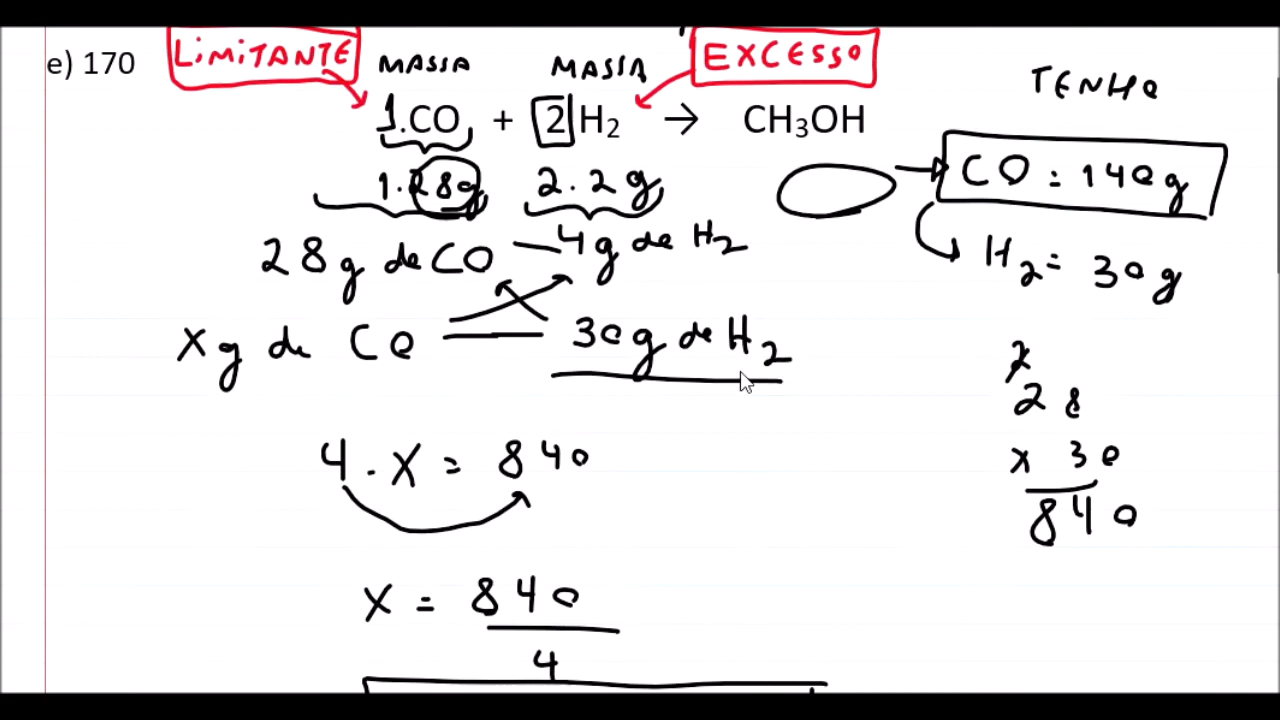 e) 170
LiMiTANTE
MASSA
MASSA
EXCESSO
TENHO
1.CO + 2 H₂ → CH₃OH
1.28g
2.2g
CO = 140g
28g de CO — 4g de H₂
H₂ = 30g
xg de CO — 30g de H₂
2
28
x 30
840
4 . X = 840
X = 840
4